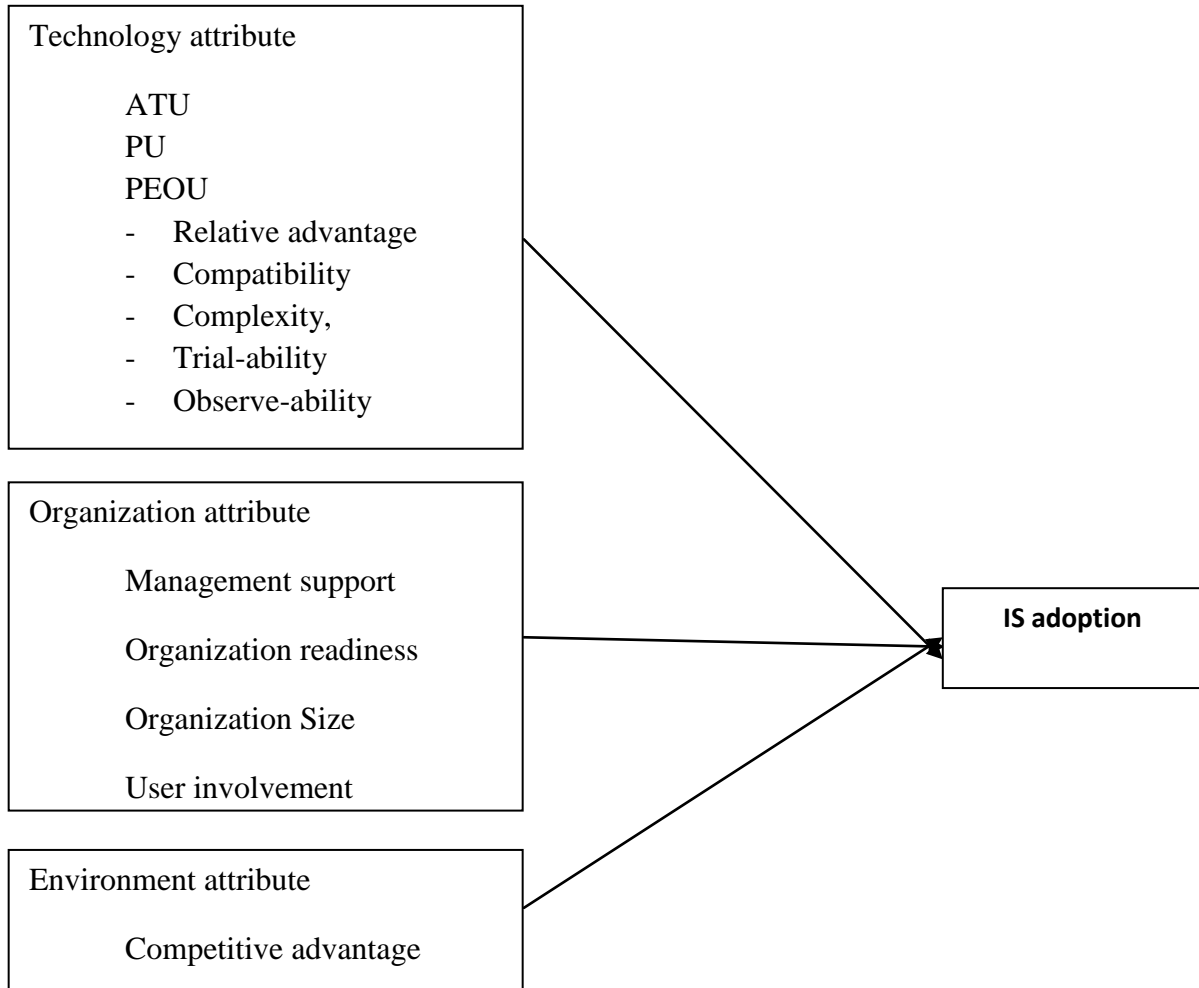 Technology attribute
ATU
PU
PEOU
- Relative advantage
- Compatibility
- Complexity,
- Trial-ability
- Observe-ability
Organization attribute
Management support
Organization readiness
Organization Size
User involvement
Environment attribute
Competitive advantage
IS adoption